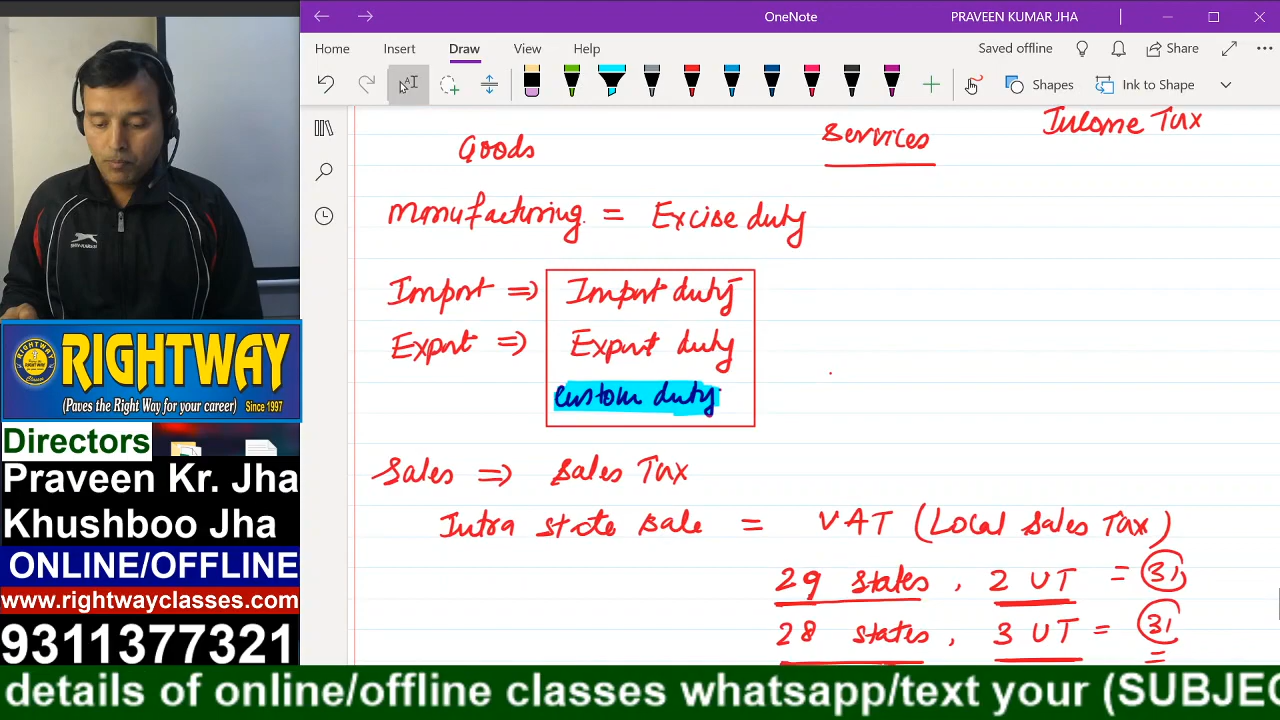 OneNote
PRAVEEN KUMAR JHA
Home Insert Draw View Help
Saved offline
Share
Shapes
Ink to Shape
Income Tax
Goods
Services
Manufactoring = Excise duty
Import ⇒ Import duty
Export ⇒ Export duty
Custom duty
Sales ⇒ Sales Tax
Intra state sale = VAT (Local Sales Tax)
29 states, 2 UT = 31
28 states, 3 UT = 31
=
RIGHTWAY
(Paves the Right Way for your career) Since 1997
Directors
Praveen Kr. Jha
Khushboo Jha
ONLINE/OFFLINE
www.rightwayclasses.com
9311377321
details of online/offline classes whatsapp/text your (SUBJEC